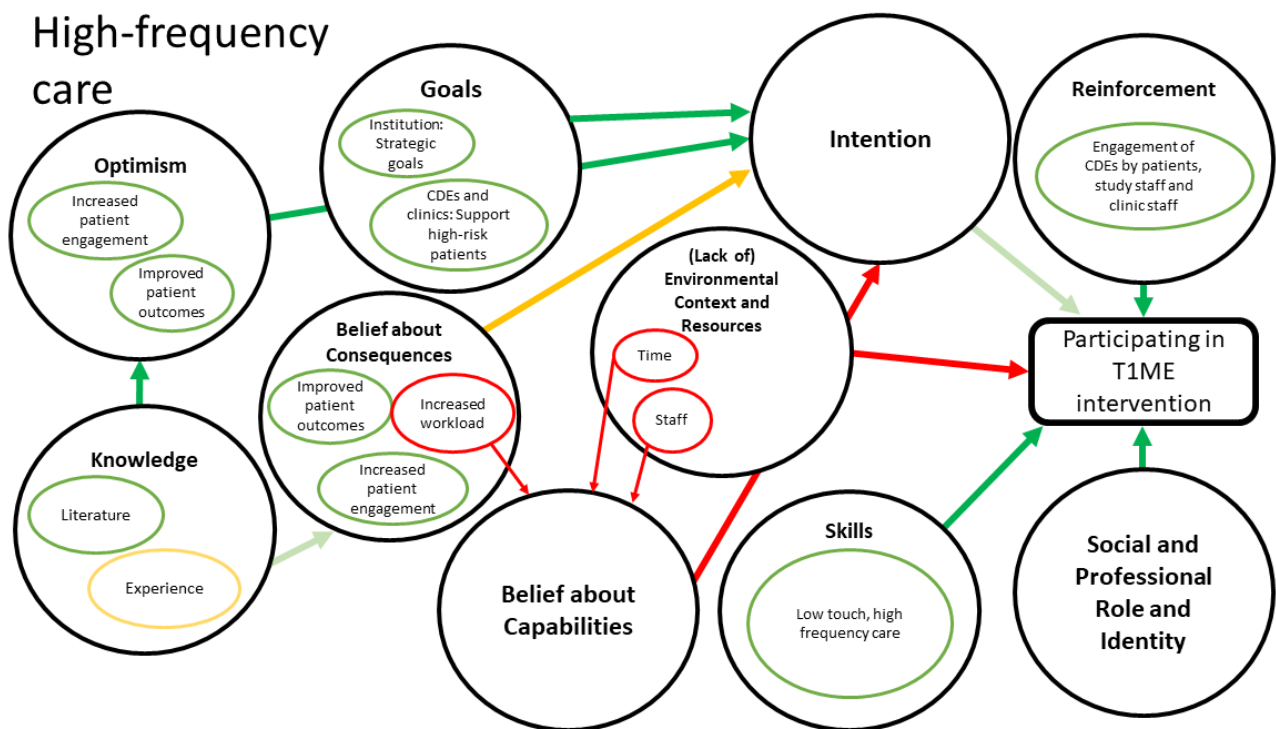 High-frequency
care
Goals
Institution:
Strategic
goals
CDEs and
clinics: Support
high-risk
patients
Optimism
Increased
patient
engagement
Improved
patient
outcomes
Intention
Reinforcement
Engagement of
CDEs by patients,
study staff and
clinic staff
(Lack of)
Environmental
Context and
Resources
Time
Staff
Belief about
Consequences
Improved
patient
outcomes
Increased
workload
Increased
patient
engagement
Participating in
T1ME
intervention
Knowledge
Literature
Experience
Belief about
Capabilities
Skills
Low touch, high
frequency care
Social and
Professional
Role and
Identity